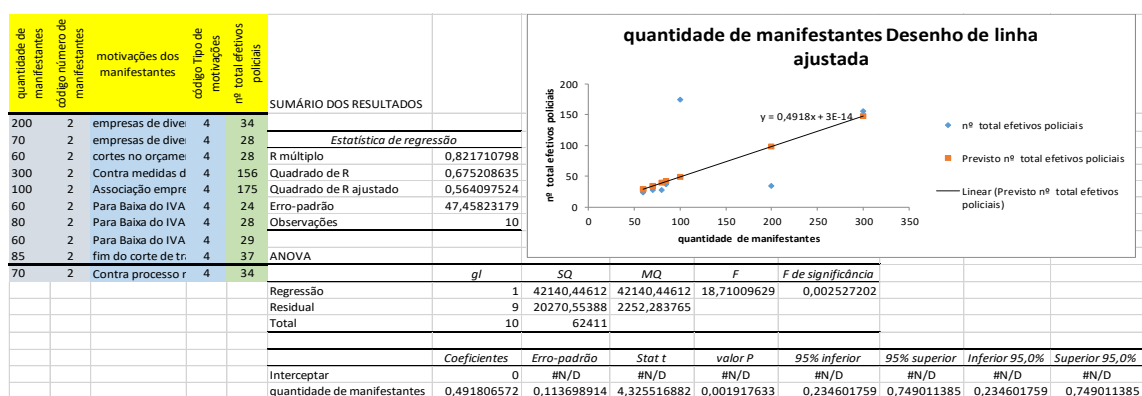 quantidade de manifestantes
código número de manifestantes
motivações dos manifestantes
código Tipo de motivações
nº total efetivos policiais
200 2 empresas de diver 4 34
70 2 empresas de diver 4 28
60 2 cortes no orçamer 4 28
300 2 Contra medidas d 4 156
100 2 Associação empre 4 175
60 2 Para Baixa do IVA 4 24
80 2 Para Baixa do IVA 4 28
60 2 Para Baixa do IVA 4 29
85 2 fim do corte de tra 4 37
70 2 Contra processo r 4 34
SUMÁRIO DOS RESULTADOS
Estatística de regressão
R múltiplo 0,821710798
Quadrado de R 0,675208635
Quadrado de R ajustado 0,564097524
Erro-padrão 47,45823179
Observações 10
quantidade de manifestantes Desenho de linha
ajustada
nº total efetivos policiais
200
150
100
50
0
y = 0,4918x + 3E-14
0 50 100 150 200 250 300 350
quantidade de manifestantes
nº total efetivos policiais
Previsto nº total efetivos policiais
Linear (Previsto nº total efetivos
policiais)
ANOVA
gl SQ MQ F F de significância
Regressão 1 42140,44612 42140,44612 18,71009629 0,002527202
Residual 9 20270,55388 2252,283765
Total 10 62411
Coeficientes Erro-padrão Stat t valor P 95% inferior 95% superior Inferior 95,0% Superior 95,0%
Interceptar 0 #N/D #N/D #N/D #N/D #N/D #N/D #N/D
quantidade de manifestantes 0,491806572 0,113698914 4,325516882 0,001917633 0,234601759 0,749011385 0,234601759 0,749011385